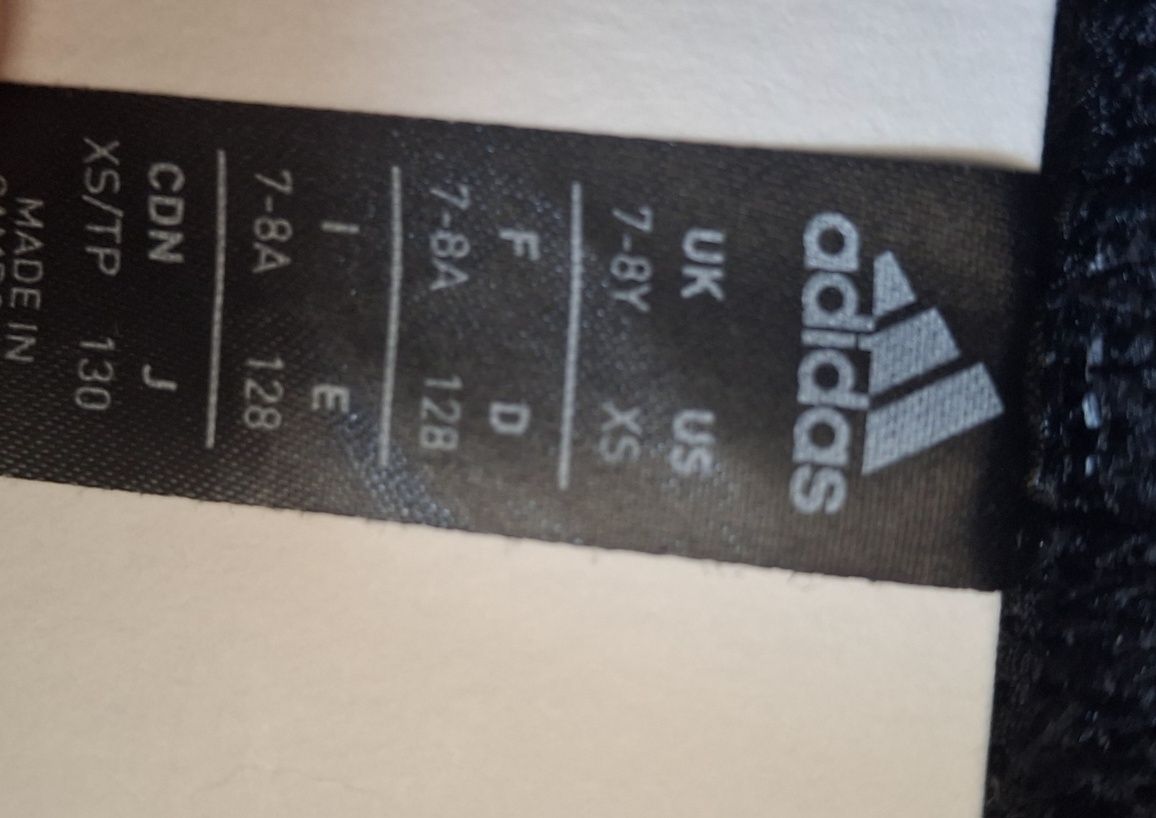 adidas
UK US
7-8Y XS
F D
7-8A 128
I E
7-8A 128
CDN J
XS/TP 130
MADE IN